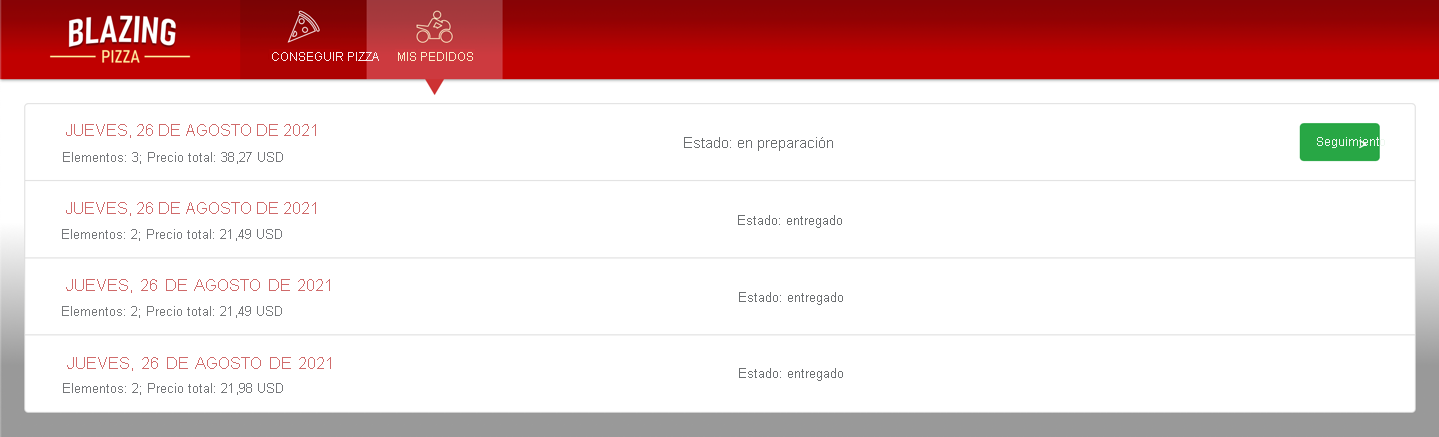 BLAZING
PIZZA
CONSEGUIR PIZZA
MIS PEDIDOS
JUEVES, 26 DE AGOSTO DE 2021
Elementos: 3; Precio total: 38,27 USD
Estado: en preparación
Seguimient >
JUEVES, 26 DE AGOSTO DE 2021
Elementos: 2; Precio total: 21,49 USD
Estado: entregado
JUEVES, 26 DE AGOSTO DE 2021
Elementos: 2; Precio total: 21,49 USD
Estado: entregado
JUEVES, 26 DE AGOSTO DE 2021
Elementos: 2; Precio total: 21,98 USD
Estado: entregado